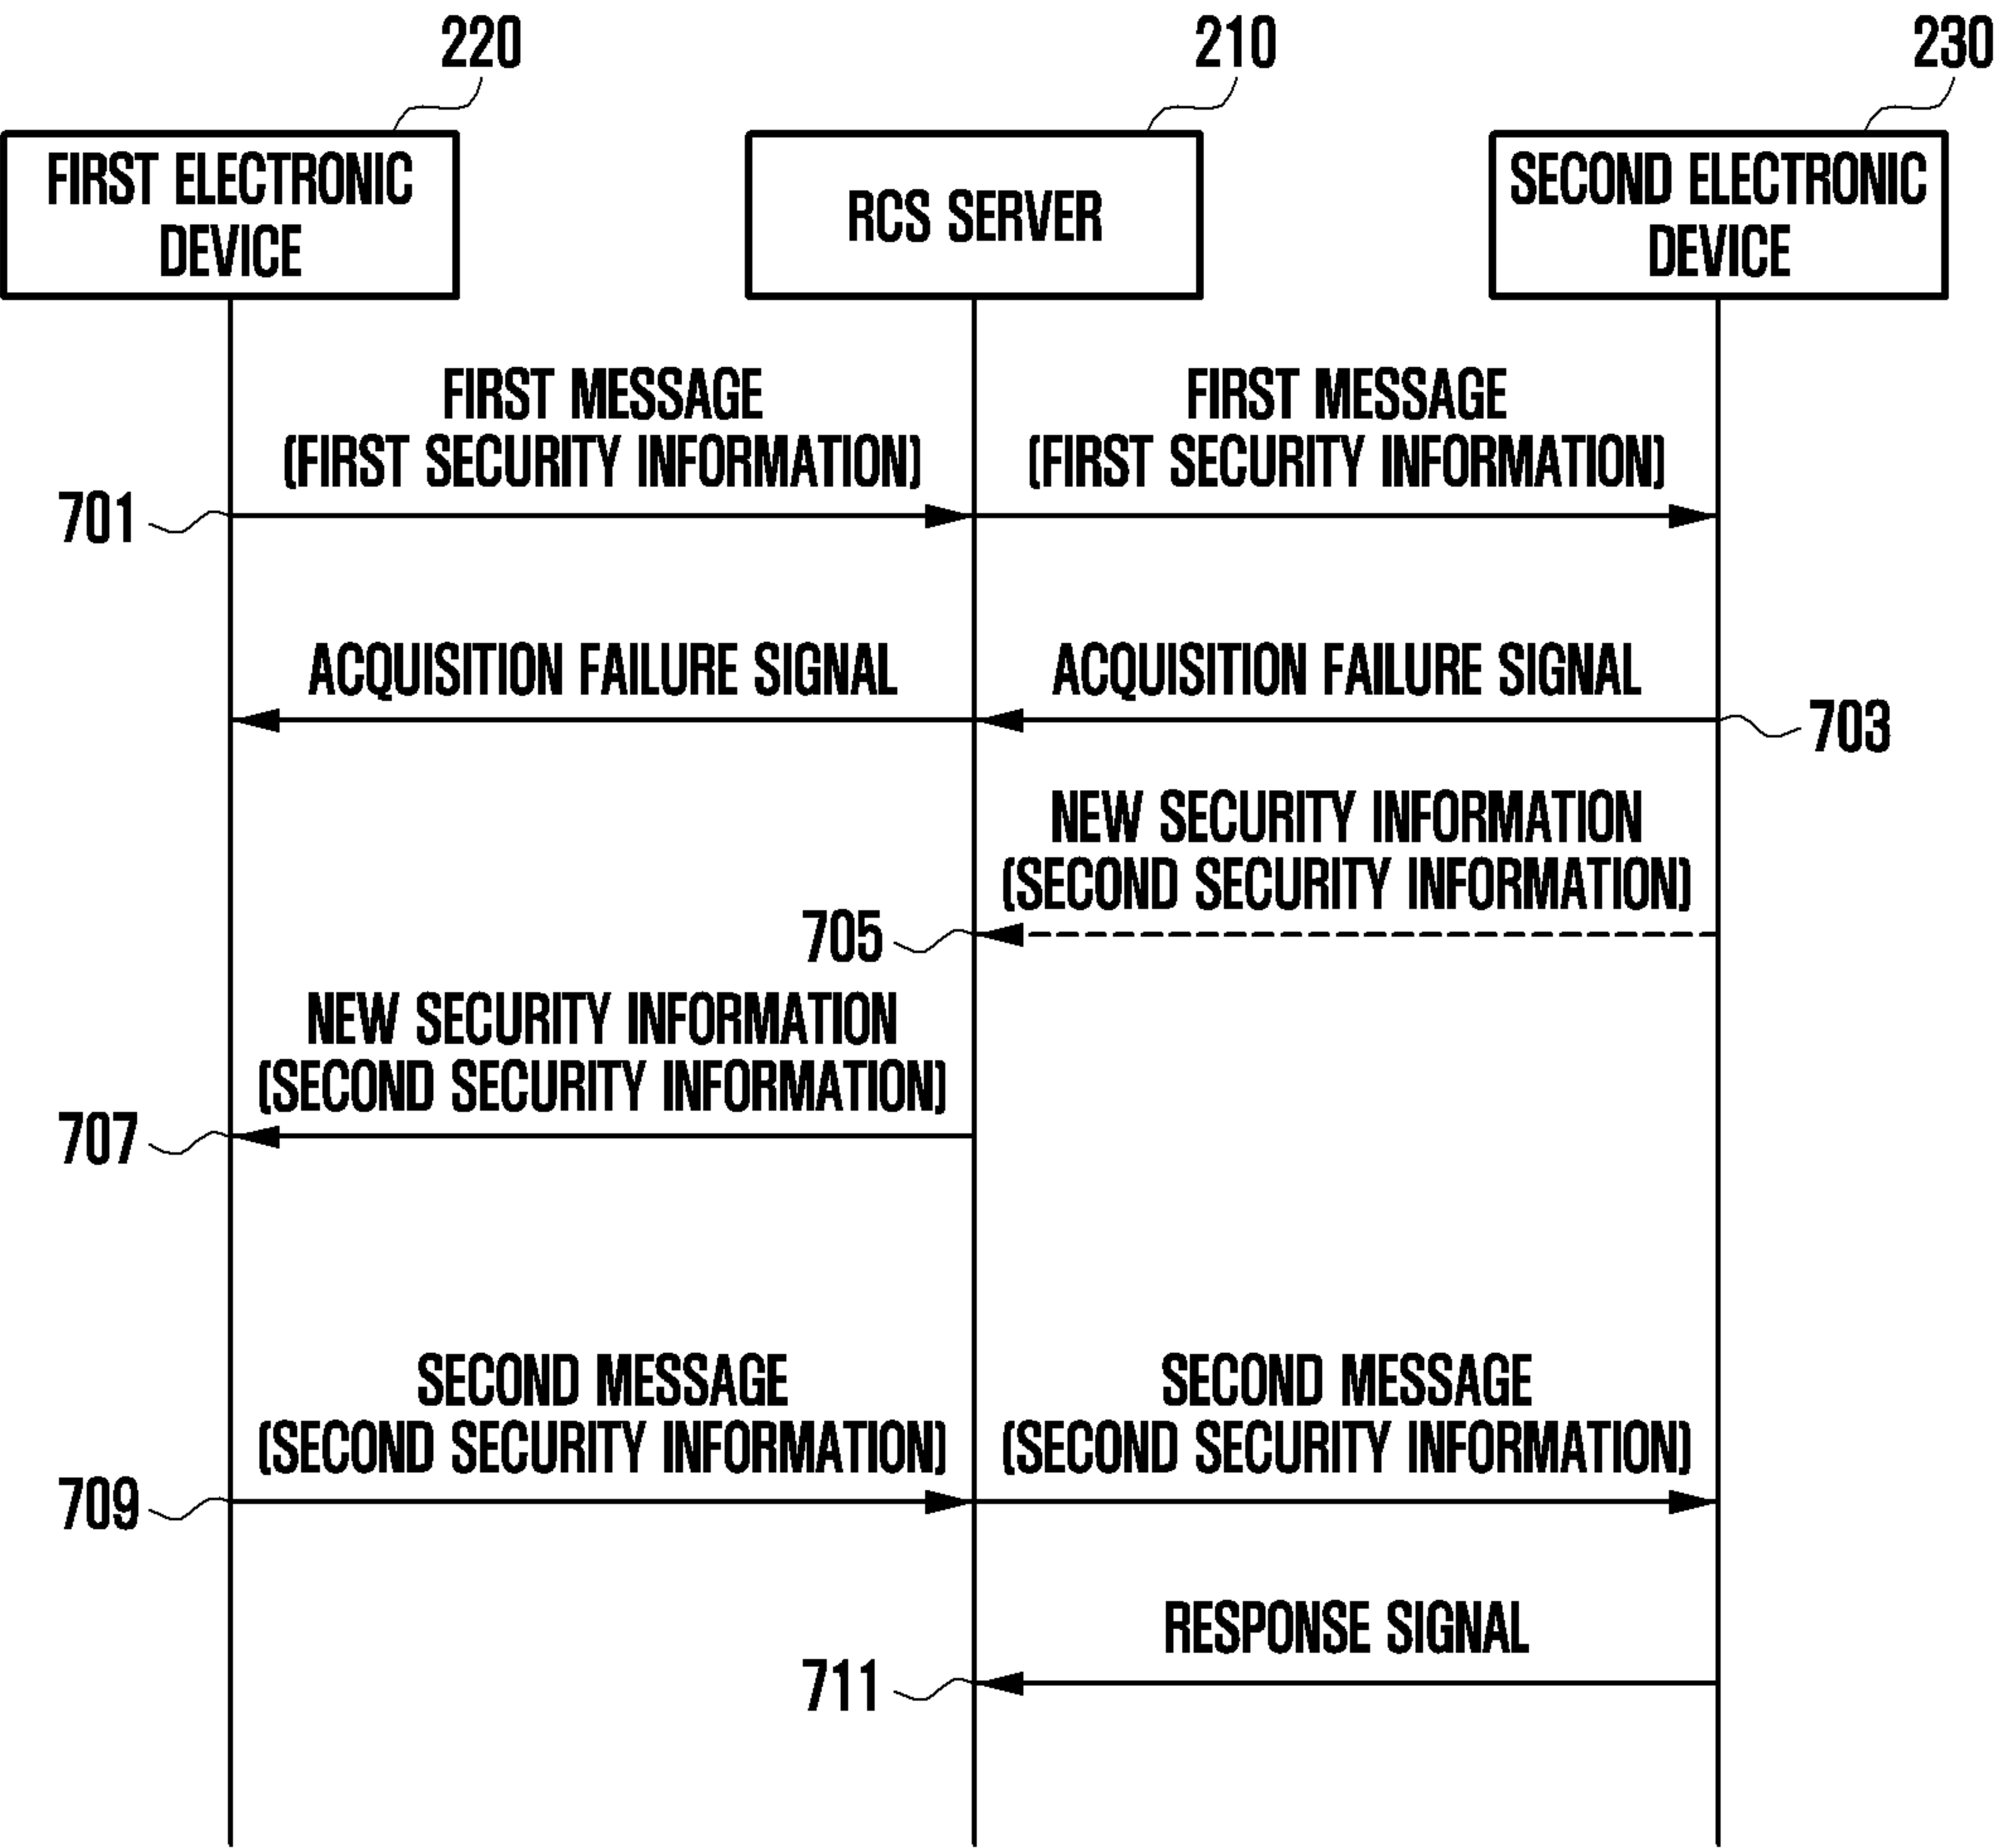 220
210
230
FIRST ELECTRONIC
DEVICE
RCS SERVER
SECOND ELECTRONIC
DEVICE
FIRST MESSAGE
(FIRST SECURITY INFORMATION)
FIRST MESSAGE
(FIRST SECURITY INFORMATION)
701
ACQUISITION FAILURE SIGNAL
ACQUISITION FAILURE SIGNAL
703
NEW SECURITY INFORMATION
(SECOND SECURITY INFORMATION)
705
NEW SECURITY INFORMATION
(SECOND SECURITY INFORMATION)
707
SECOND MESSAGE
(SECOND SECURITY INFORMATION)
SECOND MESSAGE
(SECOND SECURITY INFORMATION)
709
RESPONSE SIGNAL
711